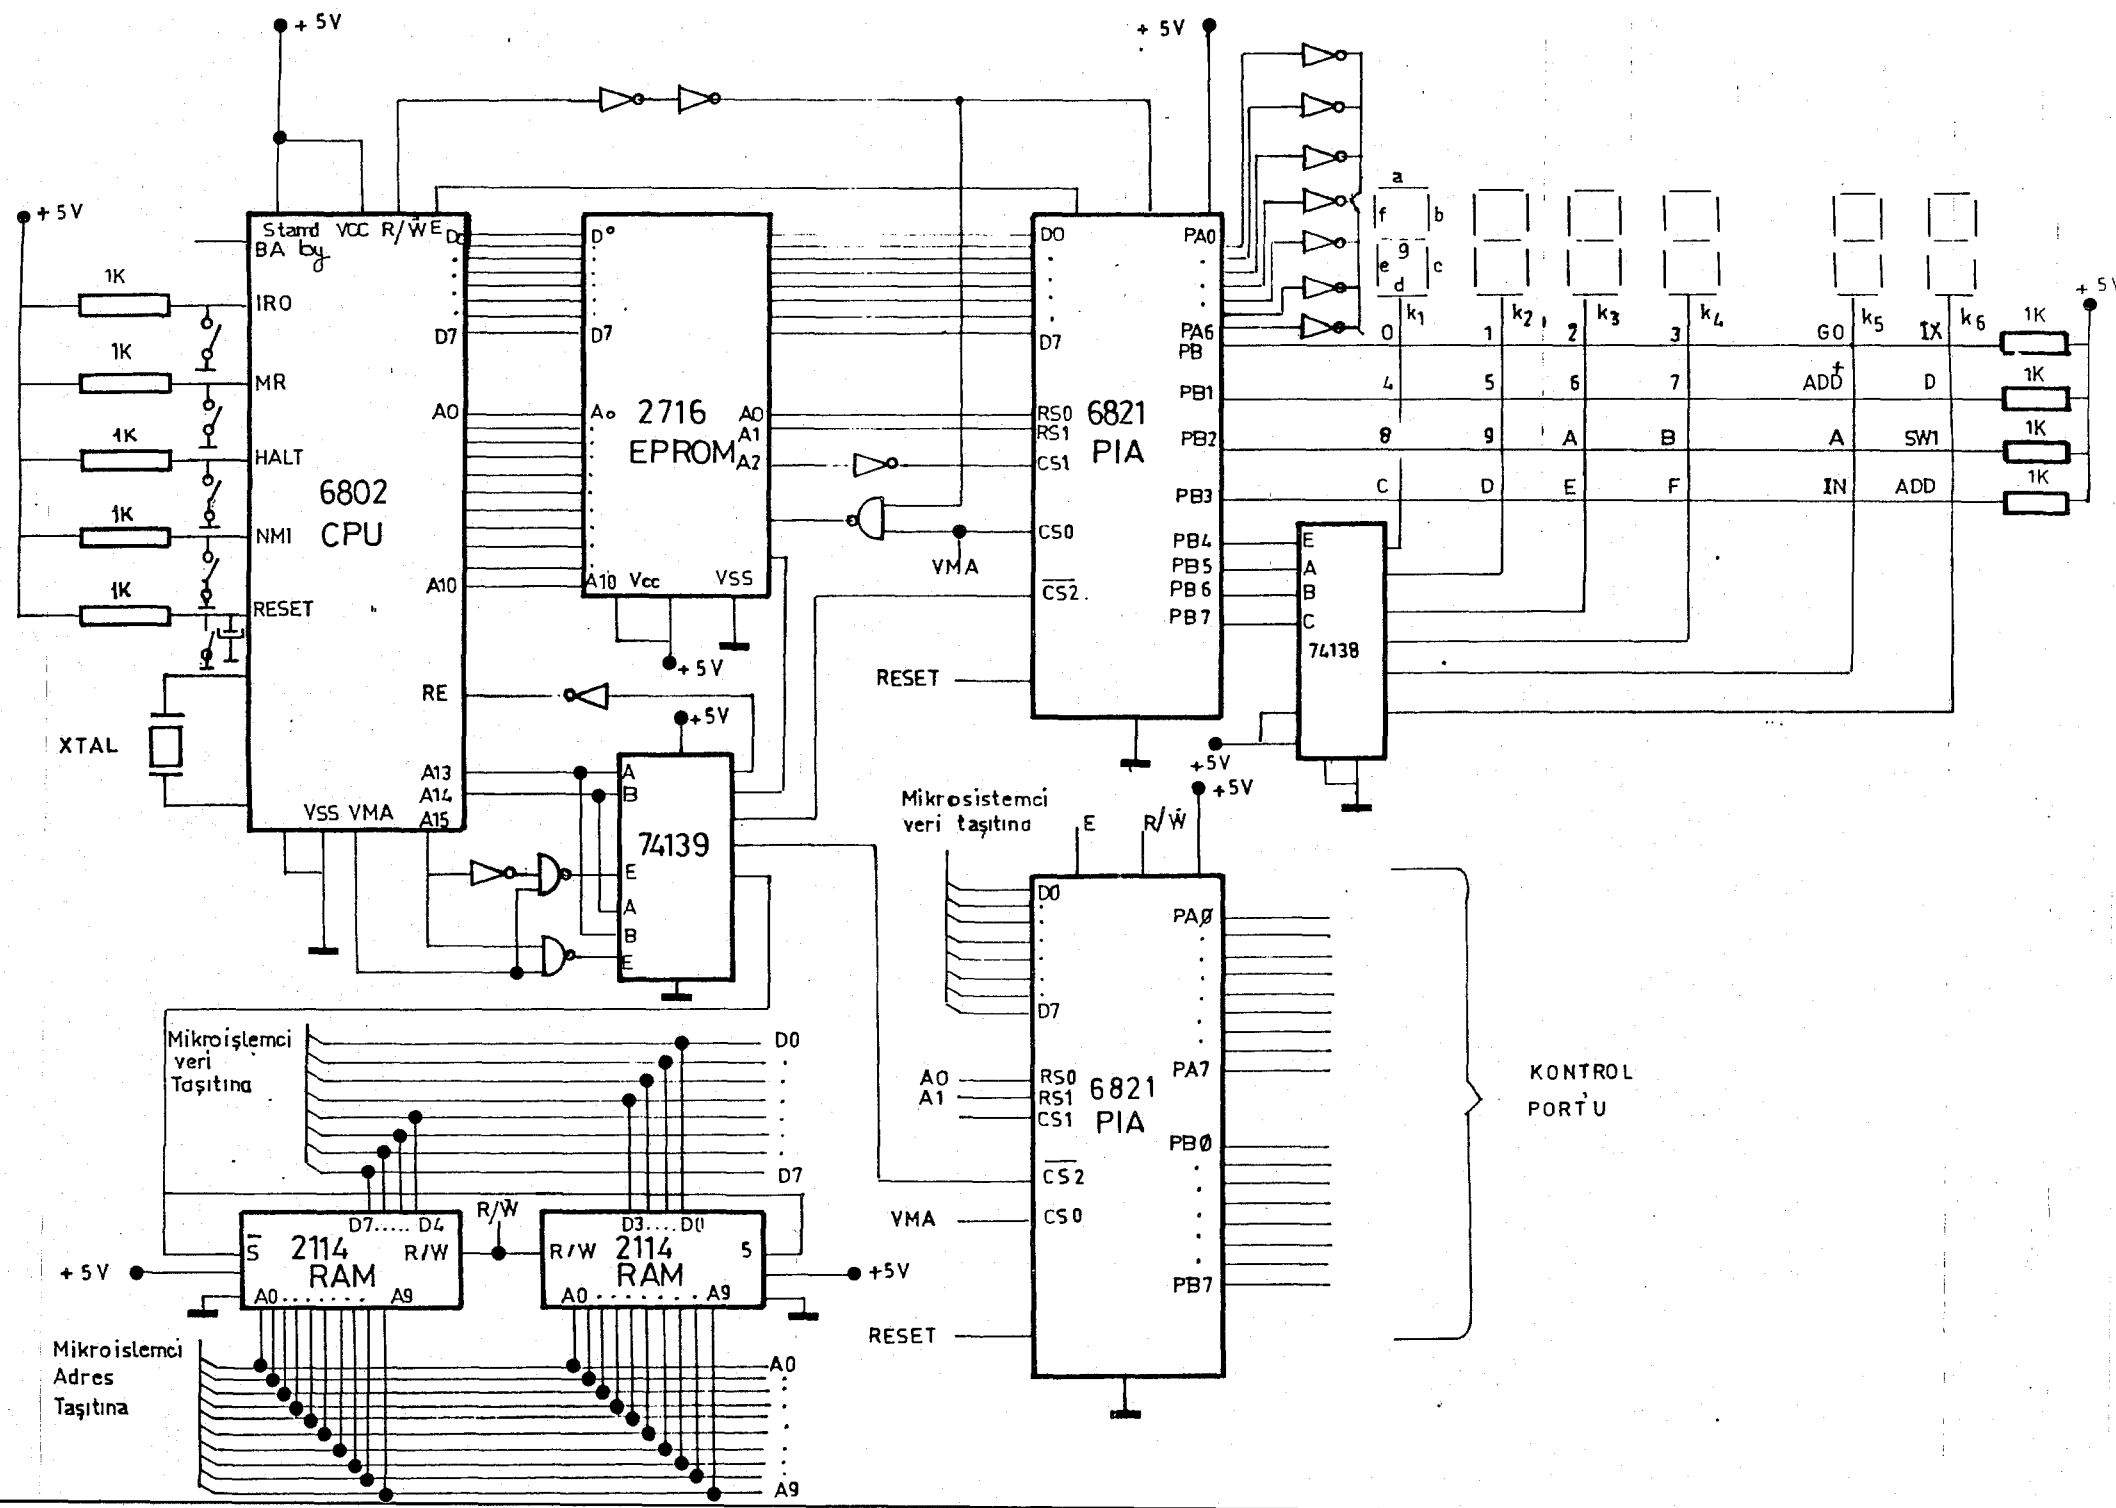 + 5V
+ 5V
+ 5V
Stand by
VCC
R/W̄
E
BA
IRO
MR
HALT
NMI
RESET
1K
1K
1K
1K
1K
6802
CPU
D0
D7
A0
A10
RE
A13
A14
A15
VSS
VMA
XTAL
D°
D7
A0
A10
Vcc
VSS
2716
EPROM
A0
A1
A2
+ 5V
VMA
RESET
D0
D7
RS0
RS1
CS1
CS0
CS2
6821
PIA
PA0
PA6
PB
PB1
PB2
PB3
PB4
PB5
PB6
PB7
a
f
b
g
e
c
d
k1
k2
k3
k4
k5
k6
+ 5V
0 1 2 3 GO IX
4 5 6 7 ADD+ D
8 9 A B A SW1
C D E F IN ADD
1K
1K
1K
1K
E
A
B
C
74138
+5V
+5V
A
B
74139
E
A
B
E
Mikrosistemci
veri taşıtına
E
R/W̄
+5V
D0
D7
A0
A1
RS0
RS1
CS1
CS2
VMA
CS0
RESET
6821
PIA
PAØ
PA7
PBØ
PB7
KONTROL
PORT'U
Mikroişlemci
veri
Taşıtına
D0
D7
R/W̄
D7.....D4
S
2114
RAM
R/W
A0........A9
+ 5V
D3....D0
R/W
2114
RAM
S
A0........A9
+5V
Mikroislemci
Adres
Taşıtına
A0
A9